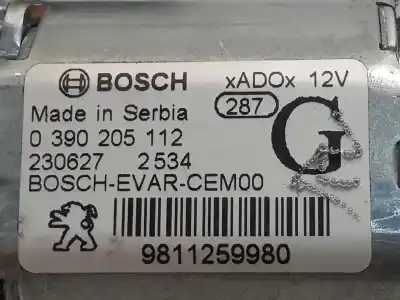 BOSCH xADOx 12V
Made in Serbia 287
0 390 205 112 G
230627 2534
BOSCH-EVAR-CEM00
9811259980